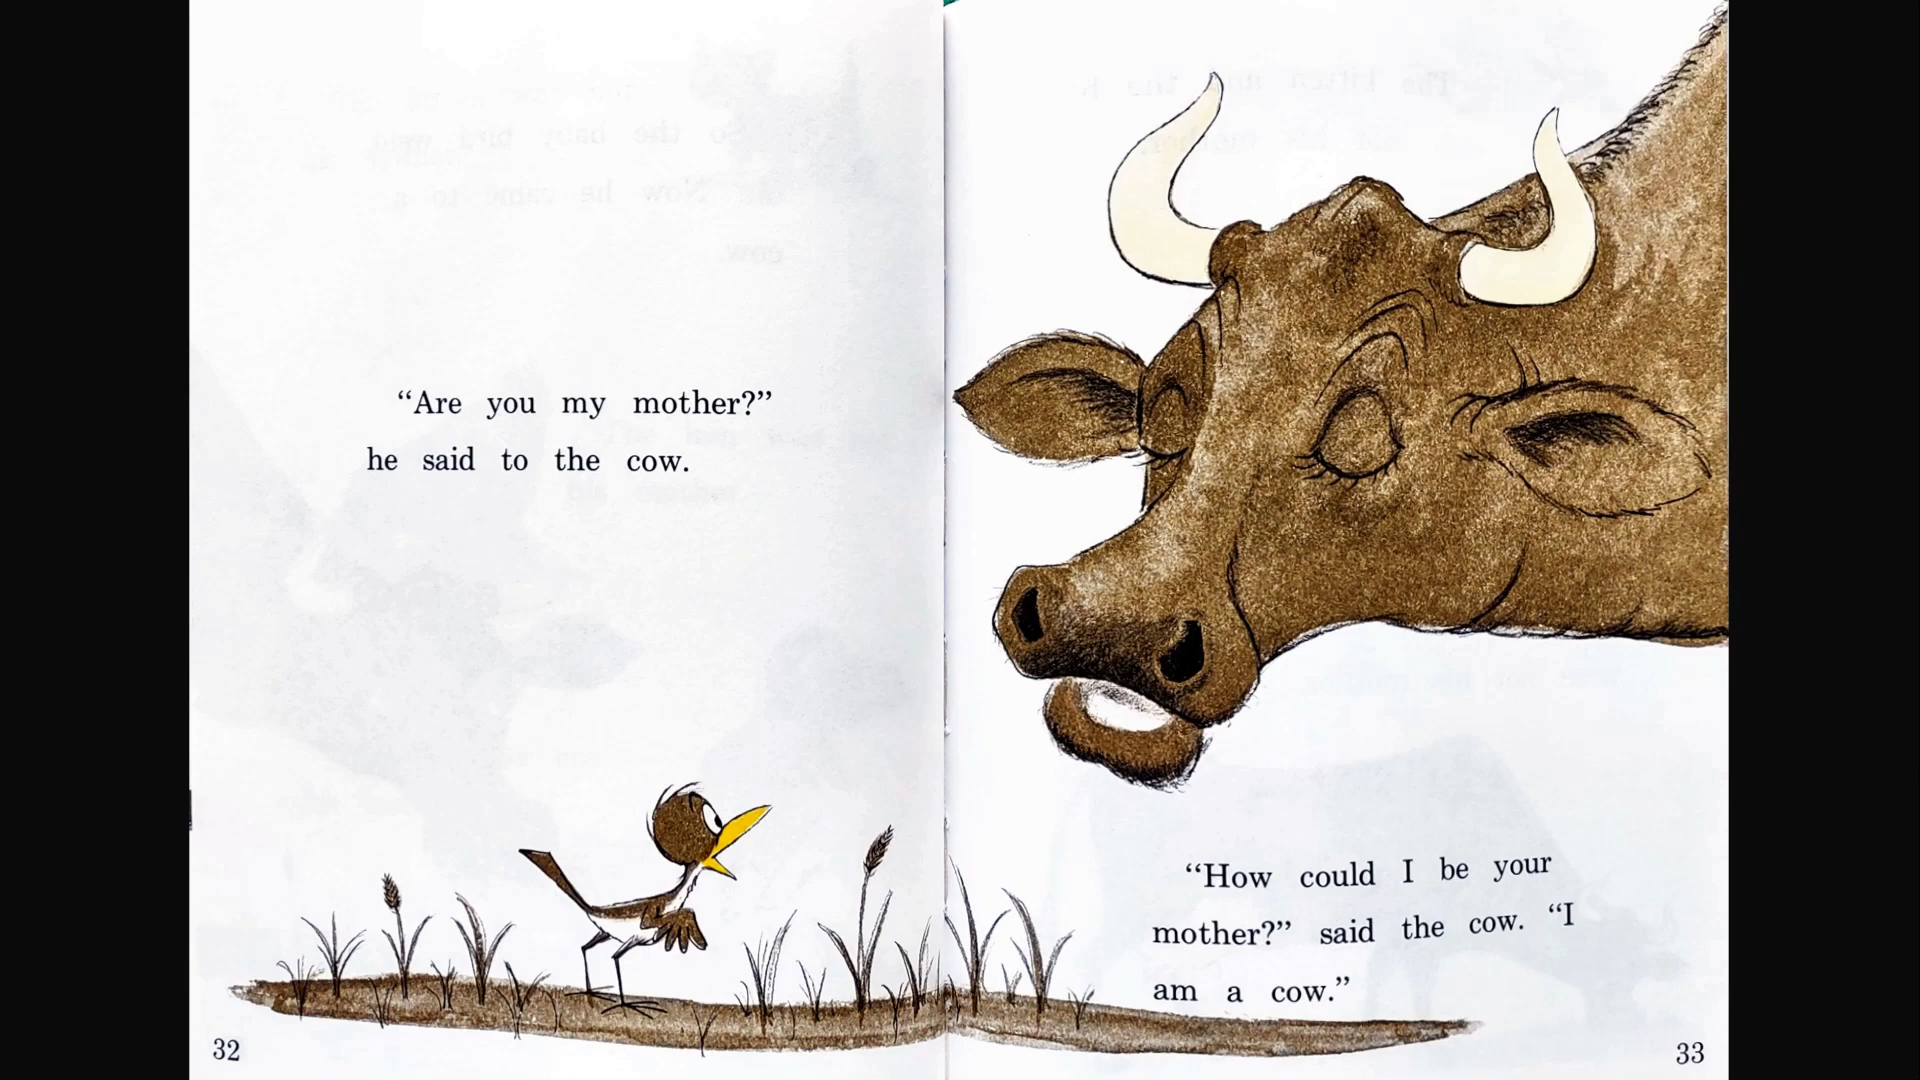 “Are you my mother?”
he said to the cow.
32
“How could I be your
mother?” said the cow. “I
am a cow.”
33